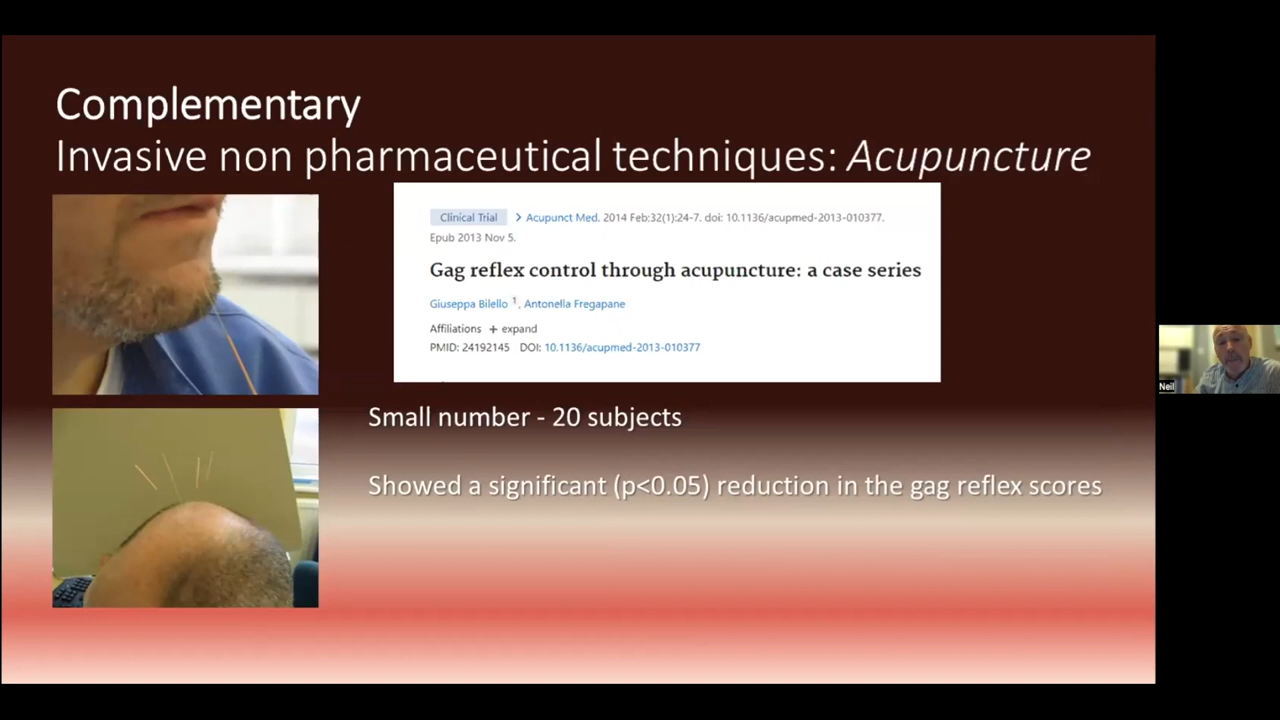 Complementary
Invasive non pharmaceutical techniques: Acupuncture
Clinical Trial > Acupunct Med. 2014 Feb;32(1):24-7. doi: 10.1136/acupmed-2013-010377.
Epub 2013 Nov 5.
Gag reflex control through acupuncture: a case series
Giuseppa Bilello 1, Antonella Fregapane
Affiliations + expand
PMID: 24192145 DOI: 10.1136/acupmed-2013-010377
Small number - 20 subjects
Showed a significant (p<0.05) reduction in the gag reflex scores
Neil